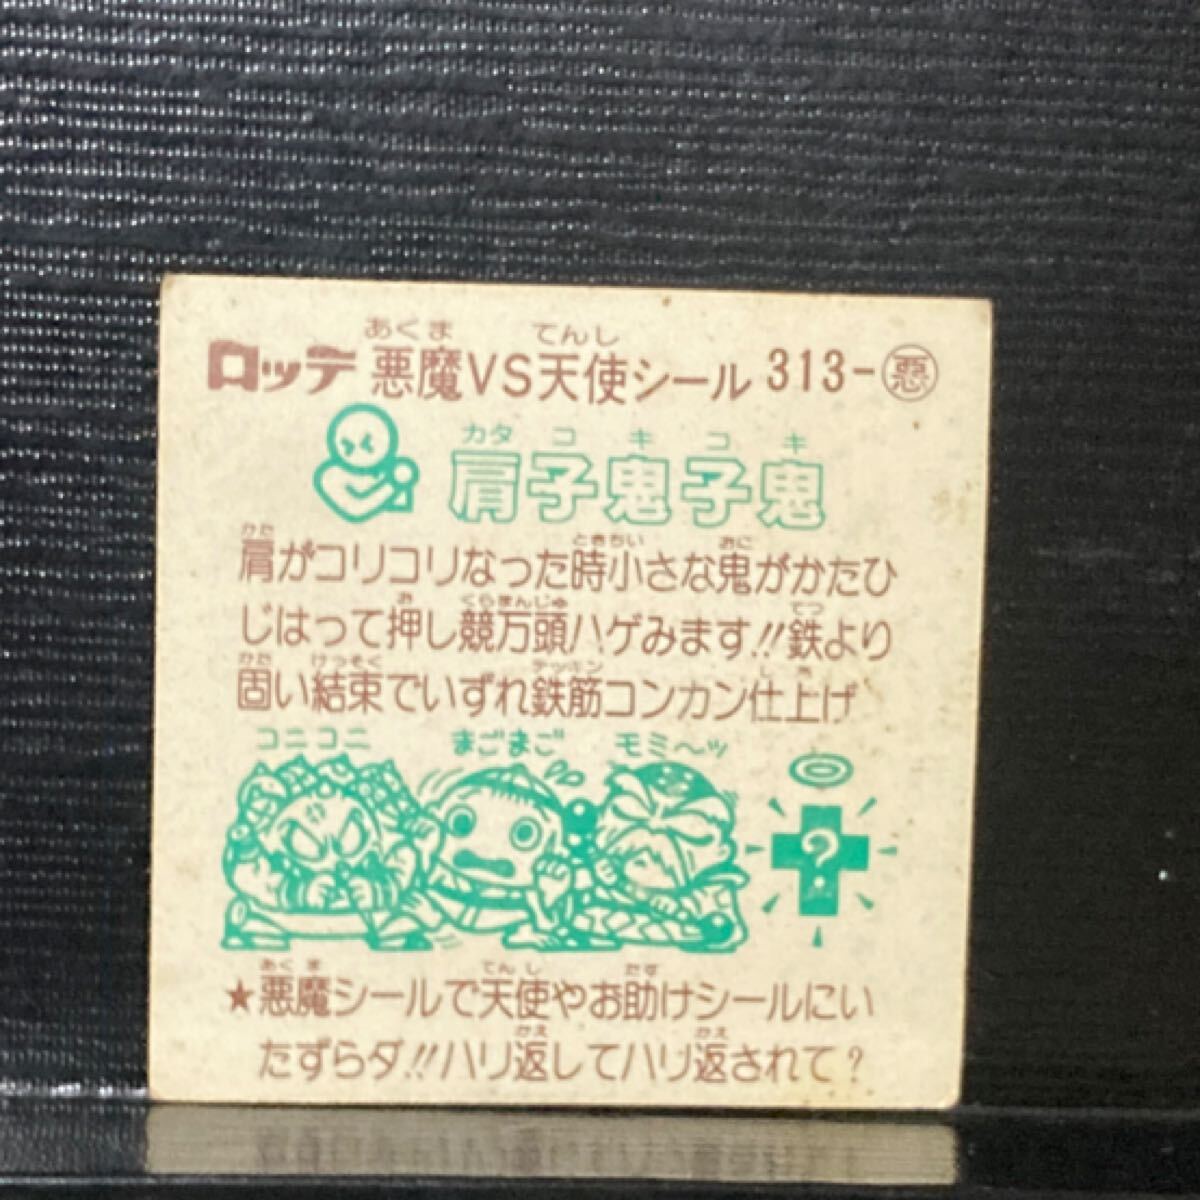 あくま てんし
ロッテ 悪魔VS天使シール 313-悪
カタ コ キ コ キ
肩子鬼子鬼
かた ときちい おに
肩がコリコリなった時小さな鬼がかたひ
お くらまんじゅ てつ
じはって押し競万頭ハゲみます!!鉄より
かた けっそく テッキン しあ
固い結束でいずれ鉄筋コンカン仕上げ
コニコニ まごまご モミ〜ッ
?
あくま てんし たす
★悪魔シールで天使やお助けシールにい
かえ かえ
たずらダ!!ハリ返してハリ返されて?